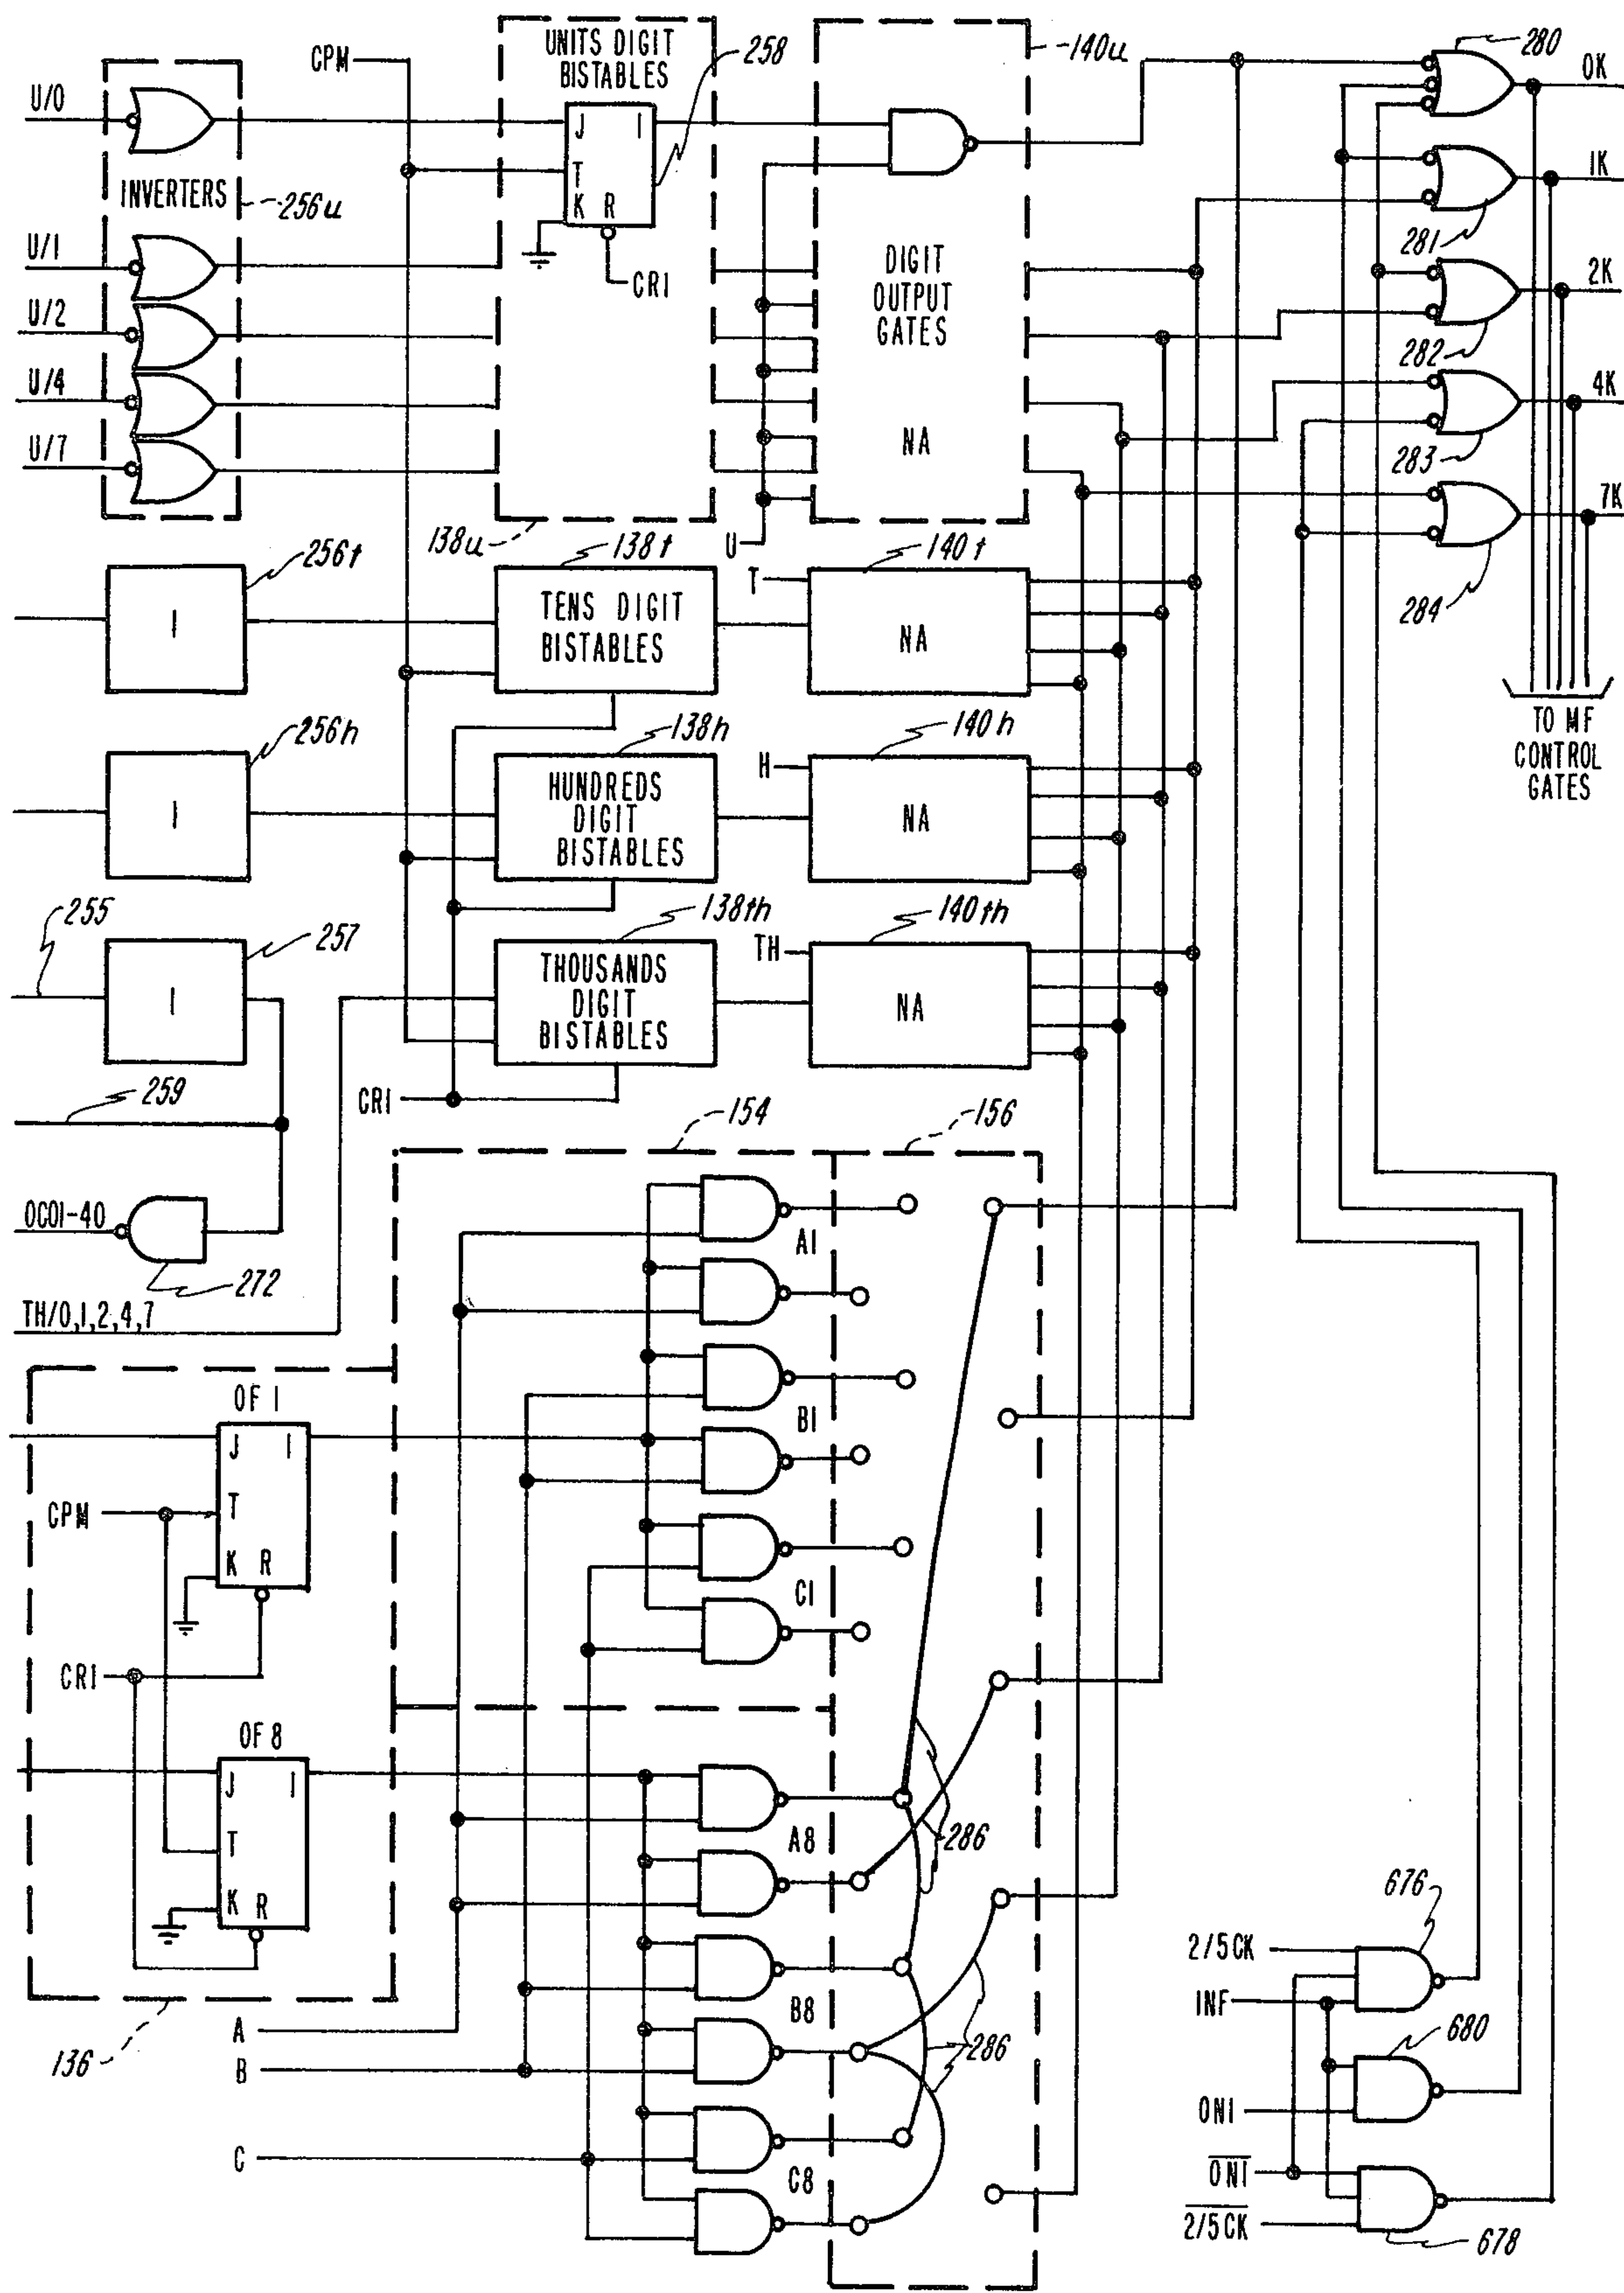 CPM
UNITS DIGIT
BISTABLES
258
140u
280
0K
U/0
J 1
T
K R
CR1
INVERTERS
256u
1K
281
U/1
DIGIT
OUTPUT
GATES
2K
282
U/2
U/4
4K
283
NA
U/7
7K
284
138u
U
256t
I
138t
TENS DIGIT
BISTABLES
T
140t
NA
TO MF
CONTROL
GATES
256h
I
138h
HUNDREDS
DIGIT
BISTABLES
H
140h
NA
255
257
I
138th
THOUSANDS
DIGIT
BISTABLES
TH
140th
NA
259
CR1
154
156
OCO1-40
272
A1
TH/0,1,2,4,7
OF 1
J 1
T
K R
CPM
B1
C1
CR1
OF 8
J 1
T
K R
A8
286
B8
286
C8
136
A
B
C
676
2/5CK
INF
680
ON1
ON1
2/5CK
678